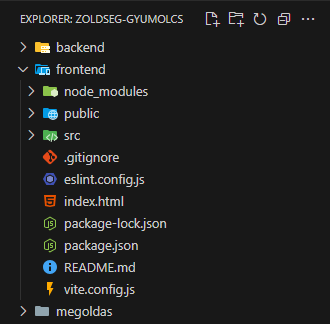 EXPLORER: ZOLDSEG-GYUMOLCS
backend
frontend
node_modules
public
src
.gitignore
eslint.config.js
index.html
package-lock.json
package.json
README.md
vite.config.js
megoldas